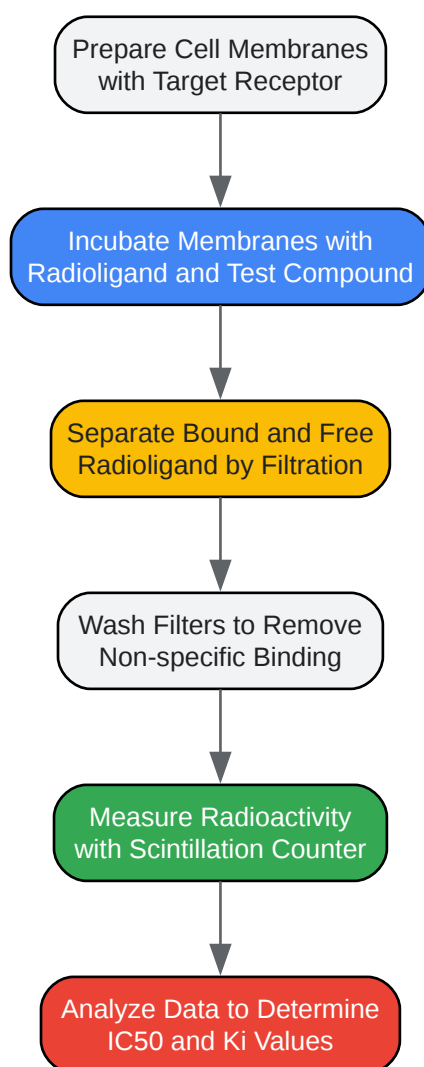 Prepare Cell Membranes
with Target Receptor
Incubate Membranes with
Radioligand and Test Compound
Separate Bound and Free
Radioligand by Filtration
Wash Filters to Remove
Non-specific Binding
Measure Radioactivity
with Scintillation Counter
Analyze Data to Determine
IC50 and Ki Values